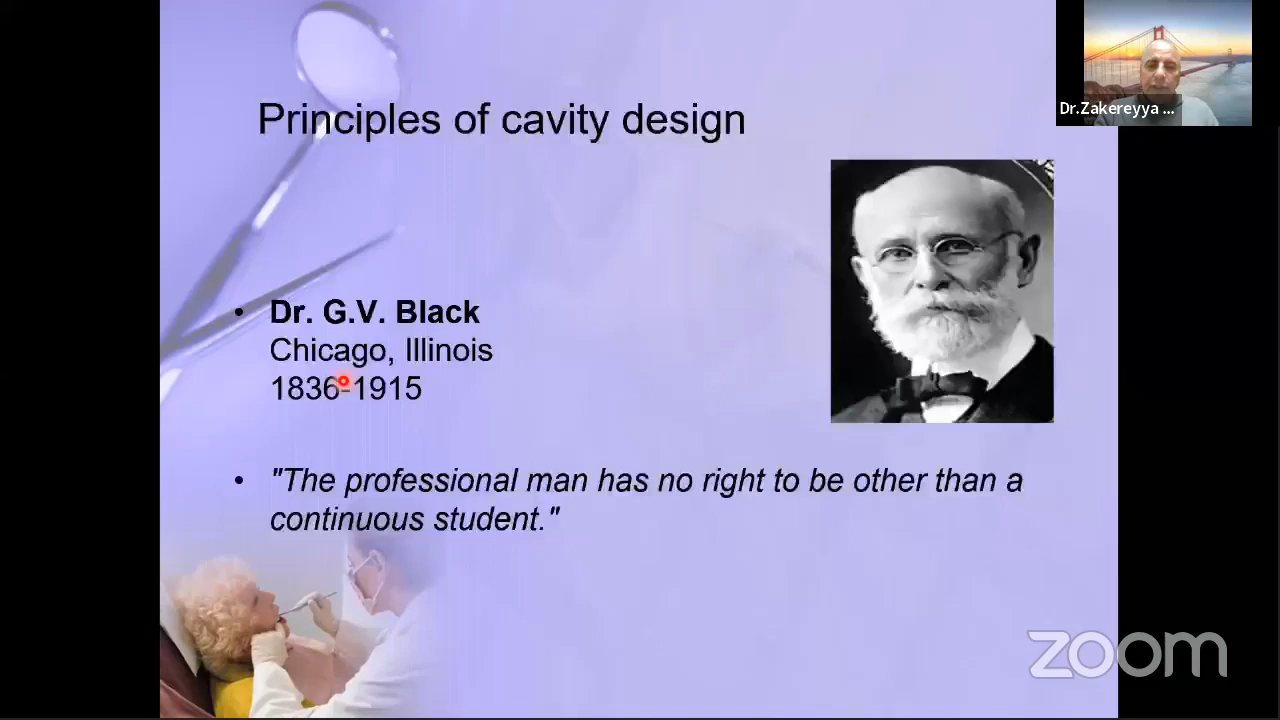 Principles of cavity design
Dr.Zakereyya ...
• Dr. G.V. Black
Chicago, Illinois
1836-1915
• "The professional man has no right to be other than a
continuous student."
zoom